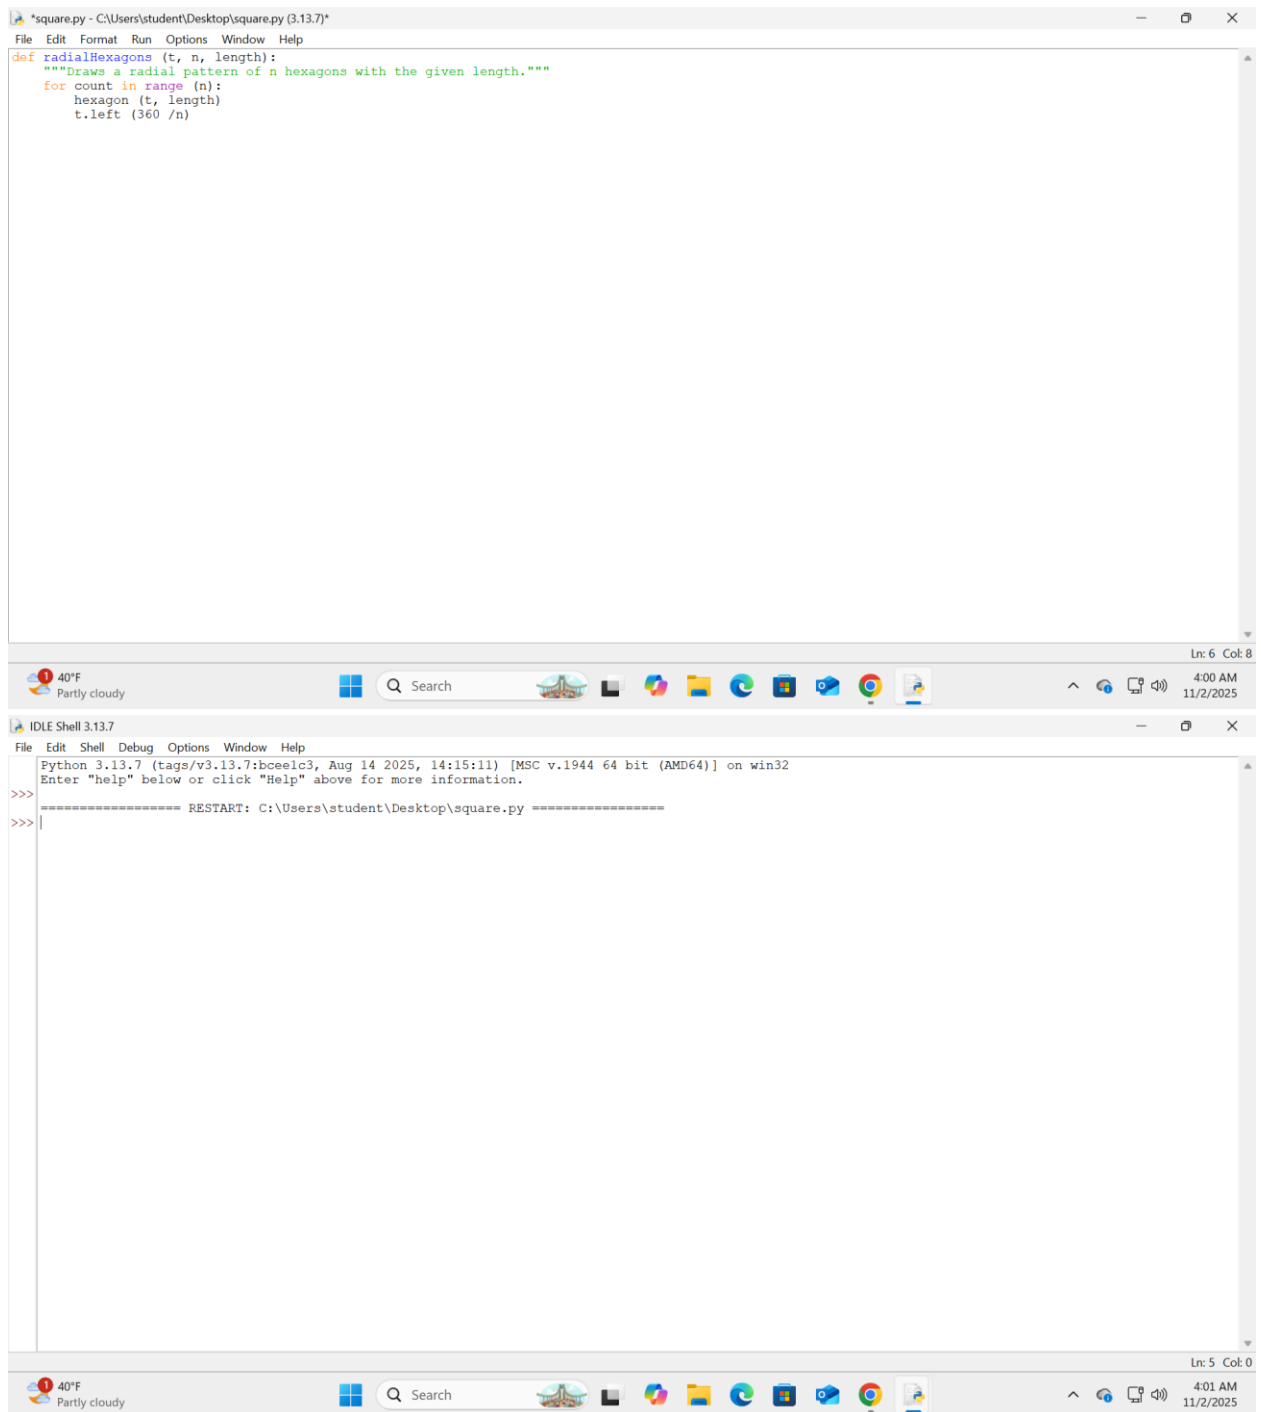 *square.py - C:\Users\student\Desktop\square.py (3.13.7)*
File Edit Format Run Options Window Help
def radialHexagons (t, n, length):
    """Draws a radial pattern of n hexagons with the given length."""
    for count in range (n):
        hexagon (t, length)
        t.left (360 /n)
Ln: 6 Col: 8
1
40°F
Partly cloudy
Search
4:00 AM
11/2/2025
IDLE Shell 3.13.7
File Edit Shell Debug Options Window Help
Python 3.13.7 (tags/v3.13.7:bcee1c3, Aug 14 2025, 14:15:11) [MSC v.1944 64 bit (AMD64)] on win32
Enter "help" below or click "Help" above for more information.
>>>
================== RESTART: C:\Users\student\Desktop\square.py =================
>>>
Ln: 5 Col: 0
1
40°F
Partly cloudy
Search
4:01 AM
11/2/2025